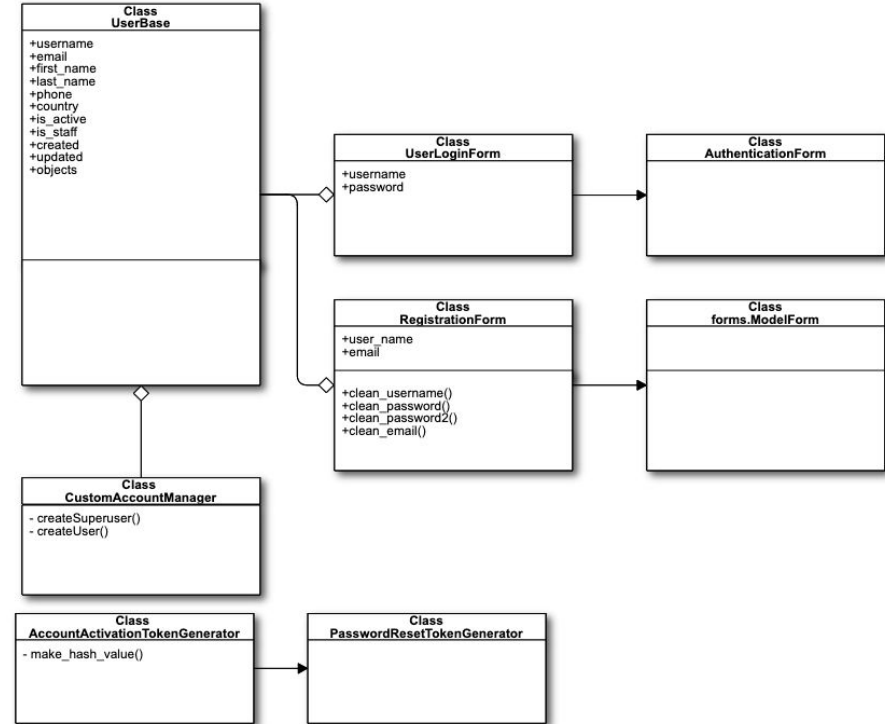 Class
UserBase
+username
+email
+first_name
+last_name
+phone
+country
+is_active
+is_staff
+created
+updated
+objects
Class
UserLoginForm
+username
+password
Class
AuthenticationForm
Class
RegistrationForm
+user_name
+email
+clean_username()
+clean_password()
+clean_password2()
+clean_email()
Class
forms.ModelForm
Class
CustomAccountManager
- createSuperuser()
- createUser()
Class
AccountActivationTokenGenerator
- make_hash_value()
Class
PasswordResetTokenGenerator